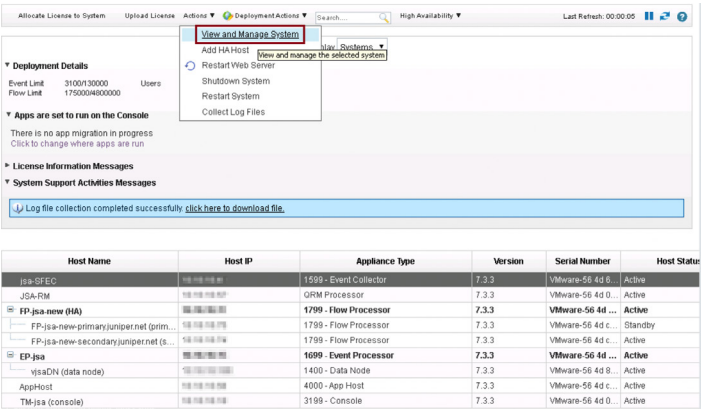 Allocate License to System Upload License Actions ▼ Deployment Actions ▼ Search... High Availability ▼ Last Refresh: 00:00:05
View and Manage System
Add HA Host
Systems ▼
View and manage the selected system
Restart Web Server
Shutdown System
Restart System
Collect Log Files
Deployment Details
Event Limit 3100/130000 Users
Flow Limit 175000/4800000
Apps are set to run on the Console
There is no app migration in progress
Click to change where apps are run
License Information Messages
System Support Activities Messages
Log file collection completed successfully. click here to download file.
Host Name Host IP Appliance Type Version Serial Number Host Status
jsa-SFEC 1599 - Event Collector 7.3.3 VMware-56 4d 6... Active
JSA-RM QRM Processor 7.3.3 VMware-56 4d 0... Active
FP-jsa-new (HA) 1799 - Flow Processor 7.3.3 VMware-56 4d ... Active
FP-jsa-new-primary.juniper.net (prim... 1799 - Flow Processor 7.3.3 VMware-56 4d c... Standby
FP-jsa-new-secondary.juniper.net (s... 1799 - Flow Processor 7.3.3 VMware-56 4d c... Active
EP-jsa 1699 - Event Processor 7.3.3 VMware-56 4d ... Active
vjsaDN (data node) 1400 - Data Node 7.3.3 VMware-56 4d 8... Active
AppHost 4000 - App Host 7.3.3 VMware-56 4d c... Active
TM-jsa (console) 3199 - Console 7.3.3 VMware-56 4d 0... Active